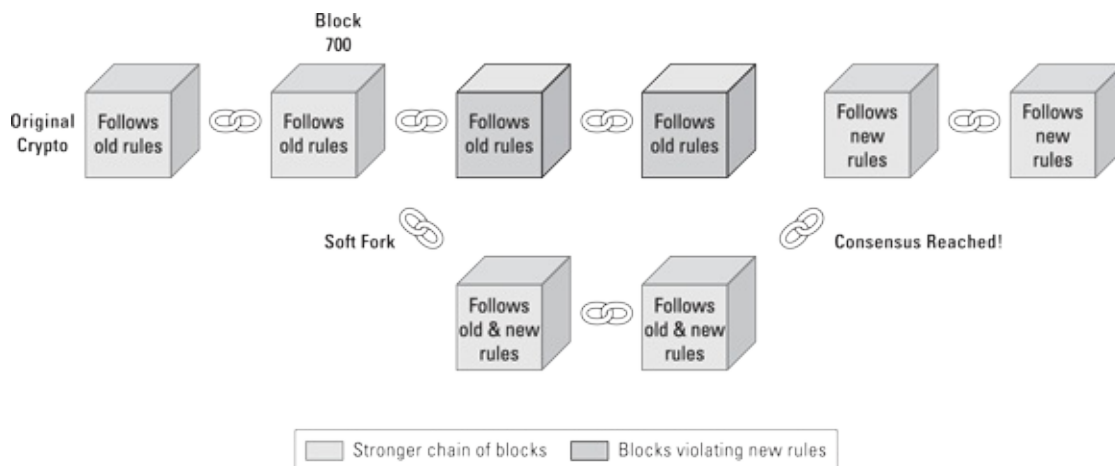 Block
700
Original
Crypto
Follows
old rules
Follows
old rules
Follows
old rules
Follows
old rules
Follows
new
rules
Follows
new
rules
Soft Fork
Consensus Reached!
Follows
old & new
rules
Follows
old & new
rules
Stronger chain of blocks
Blocks violating new rules